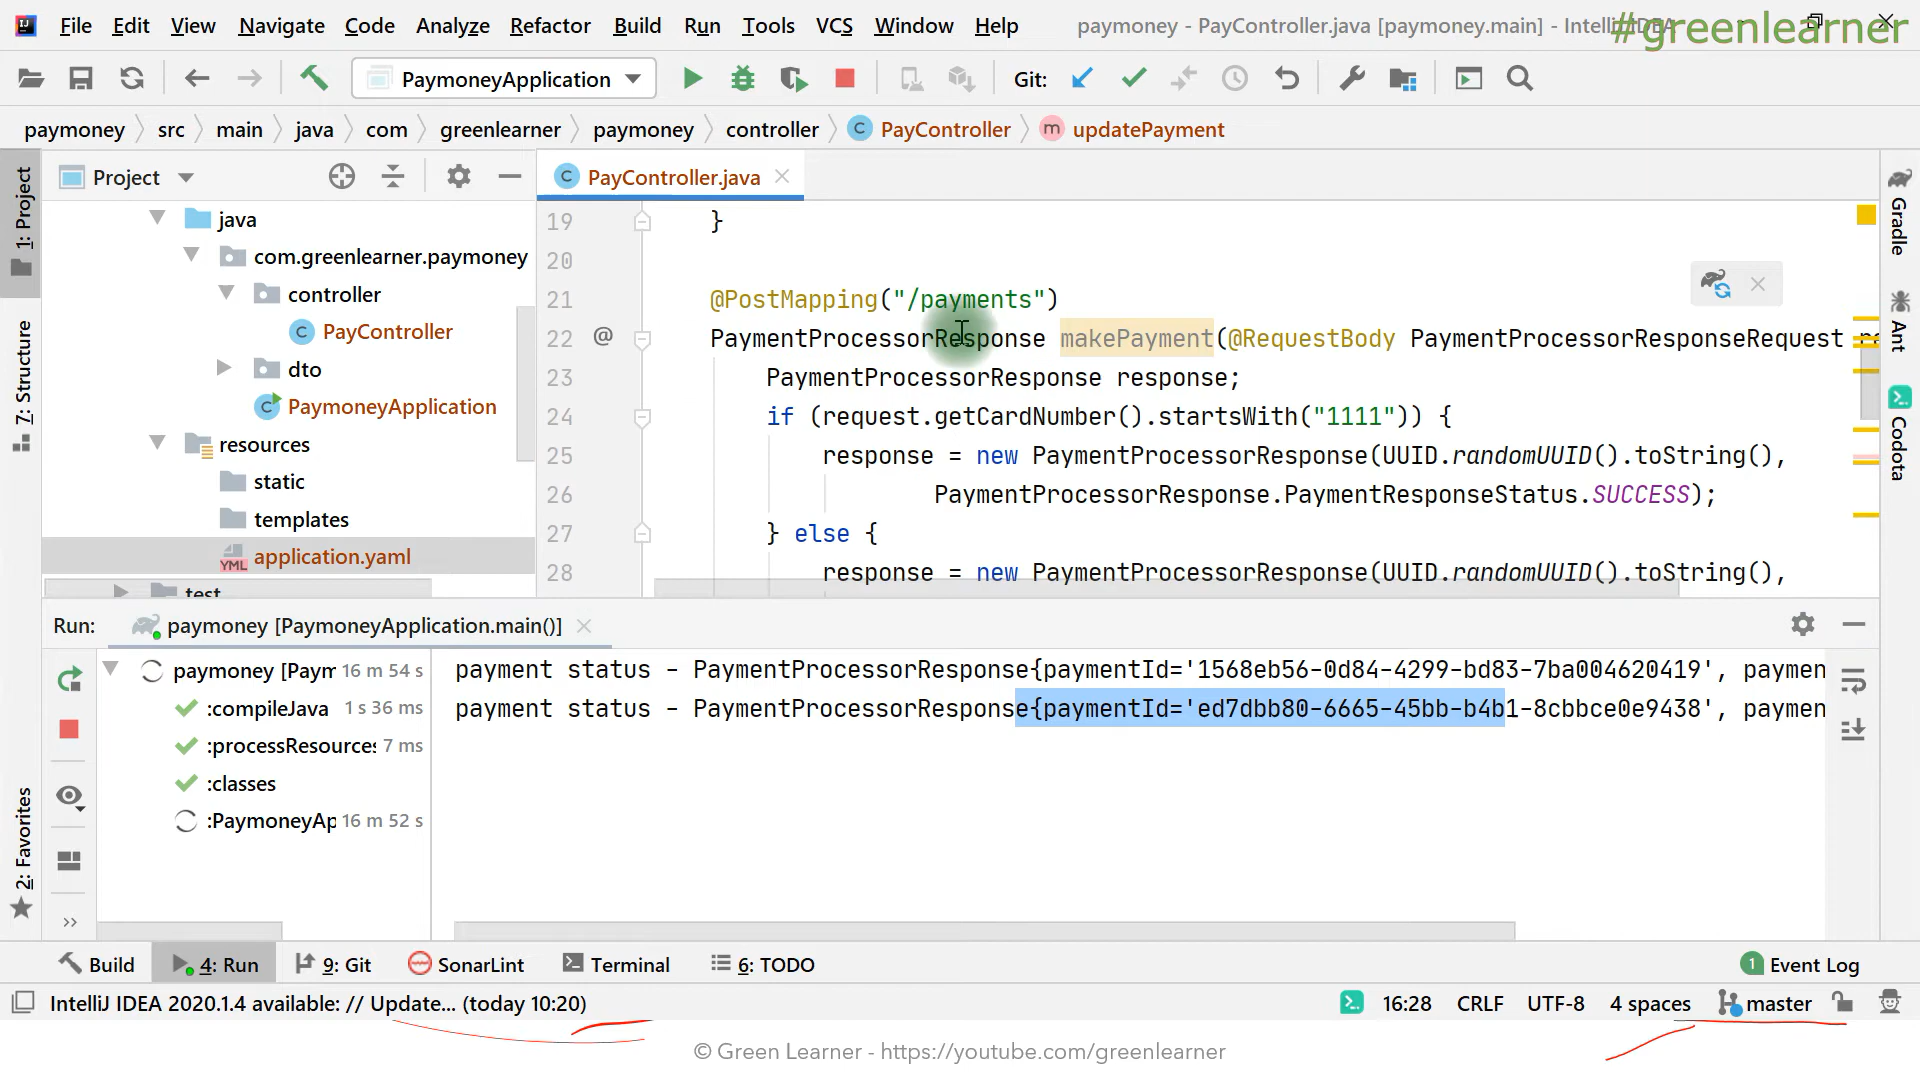 File Edit View Navigate Code Analyze Refactor Build Run Tools VCS Window Help paymoney - PayController.java [paymoney.main] -
#greenlearner
PaymoneyApplication Git:
paymoney src main java com greenlearner paymoney controller PayController updatePayment
1: Project
7: Structure
2: Favorites
Project
java
com.greenlearner.paymoney
controller
PayController
dto
PaymoneyApplication
resources
static
templates
application.yaml
test
PayController.java
19 }
20
21 @PostMapping("/payments")
22 @ PaymentProcessorResponse makePayment(@RequestBody PaymentProcessorResponseRequest
23 PaymentProcessorResponse response;
24 if (request.getCardNumber().startsWith("1111")) {
25 response = new PaymentProcessorResponse(UUID.randomUUID().toString(),
26 PaymentProcessorResponse.PaymentResponseStatus.SUCCESS);
27 } else {
28 response = new PaymentProcessorResponse(UUID.randomUUID().toString(),
Gradle
Ant
Codota
Run: paymoney [PaymoneyApplication.main()]
paymoney [Paym 16 m 54 s
:compileJava 1 s 36 ms
:processResources 7 ms
:classes
:PaymoneyAp 16 m 52 s
payment status - PaymentProcessorResponse{paymentId='1568eb56-0d84-4299-bd83-7ba004620419', paymen
payment status - PaymentProcessorResponse{paymentId='ed7dbb80-6665-45bb-b4b1-8cbbce0e9438', paymen
Build 4: Run 9: Git SonarLint Terminal 6: TODO 1 Event Log
IntelliJ IDEA 2020.1.4 available: // Update... (today 10:20) 16:28 CRLF UTF-8 4 spaces master
© Green Learner - https://youtube.com/greenlearner